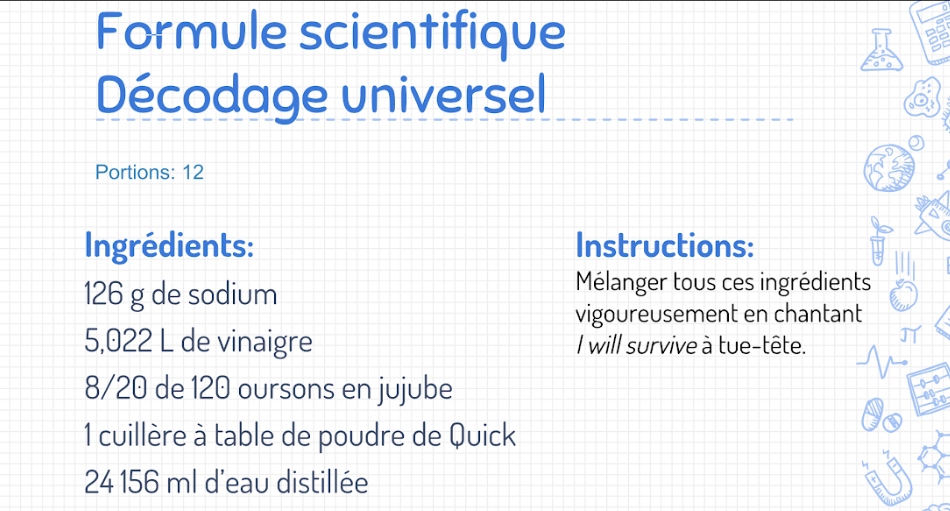 Formule scientifique
Décodage universel
Portions: 12
Ingrédients:
126 g de sodium
5,022 L de vinaigre
8/20 de 120 oursons en jujube
1 cuillère à table de poudre de Quick
24 156 ml d'eau distillée
Instructions:
Mélanger tous ces ingrédients
vigoureusement en chantant
I will survive à tue-tête.